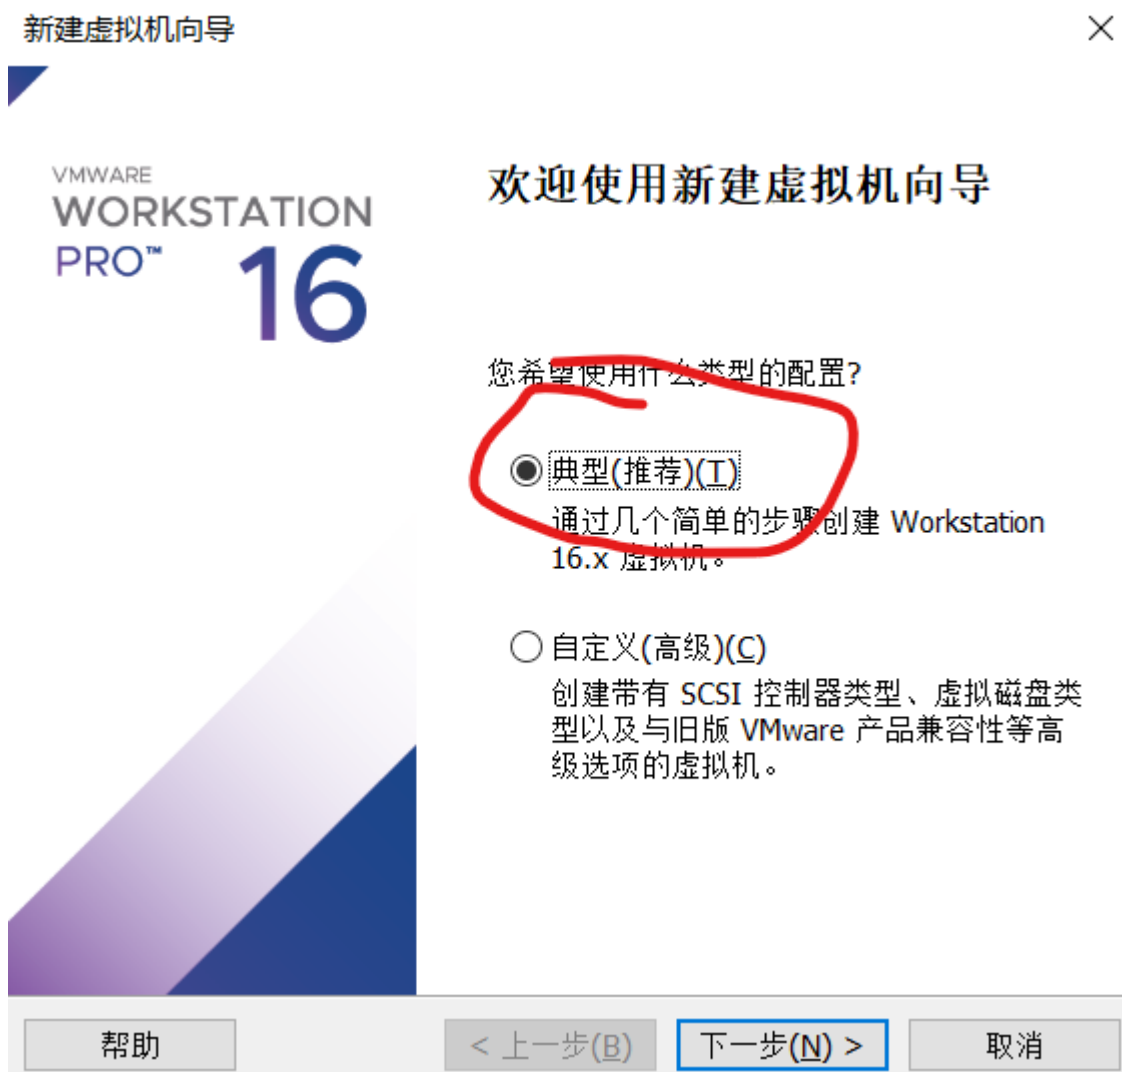 新建虚拟机向导
VMWARE
WORKSTATION
PRO™ 16
欢迎使用新建虚拟机向导
您希望使用什么类型的配置?
典型(推荐)(T)
通过几个简单的步骤创建 Workstation
16.x 虚拟机。
自定义(高级)(C)
创建带有 SCSI 控制器类型、虚拟磁盘类
型以及与旧版 VMware 产品兼容性等高
级选项的虚拟机。
帮助
< 上一步(B)
下一步(N) >
取消